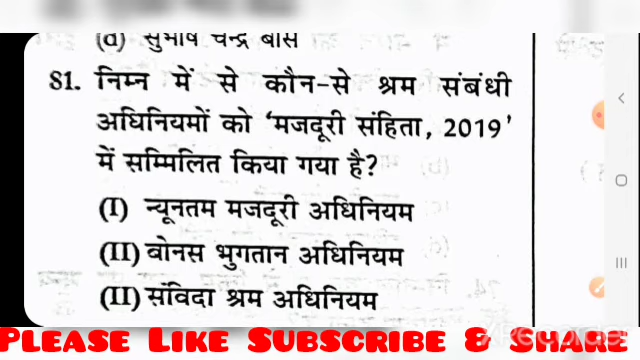 (d) सुभाष चन्द्र बोस
81. निम्न में से कौन-से श्रम संबंधी
अधिनियमों को ‘मजदूरी संहिता, 2019’
में सम्मिलित किया गया है?
(I) न्यूनतम मजदूरी अधिनियम
(II) बोनस भुगतान अधिनियम
(II) संविदा श्रम अधिनियम
PLEASE LIKE SUBSCRIBE & SHARE